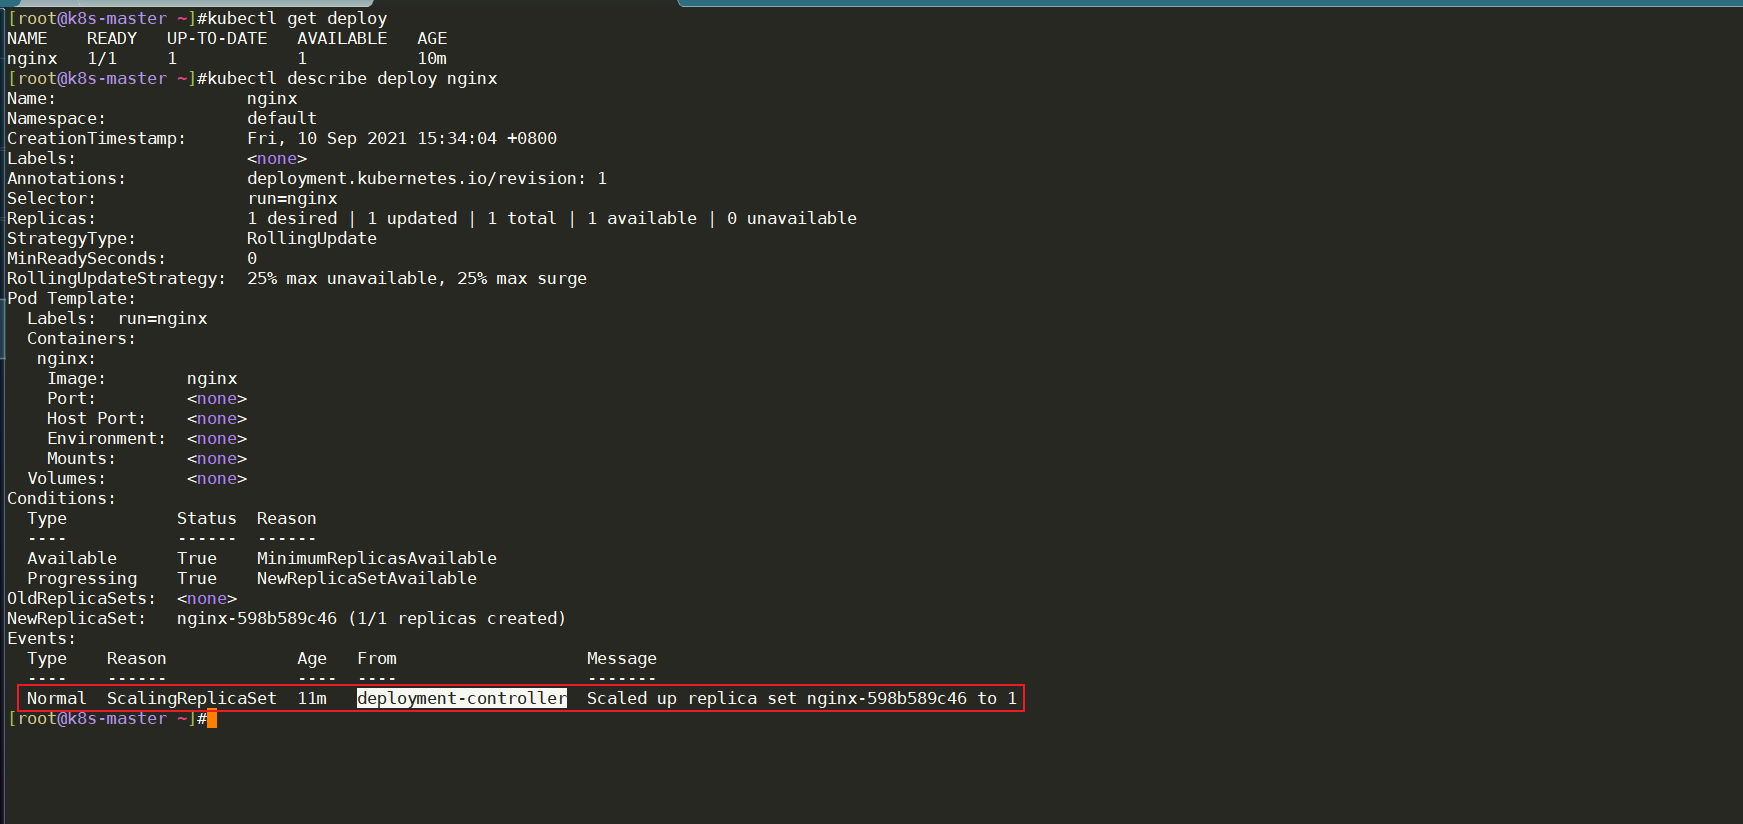 [root@k8s-master ~]#kubectl get deploy
NAME    READY   UP-TO-DATE   AVAILABLE   AGE
nginx   1/1     1            1           10m
[root@k8s-master ~]#kubectl describe deploy nginx
Name:                   nginx
Namespace:              default
CreationTimestamp:      Fri, 10 Sep 2021 15:34:04 +0800
Labels:                 <none>
Annotations:            deployment.kubernetes.io/revision: 1
Selector:               run=nginx
Replicas:               1 desired | 1 updated | 1 total | 1 available | 0 unavailable
StrategyType:           RollingUpdate
MinReadySeconds:        0
RollingUpdateStrategy:  25% max unavailable, 25% max surge
Pod Template:
  Labels:  run=nginx
  Containers:
   nginx:
    Image:        nginx
    Port:         <none>
    Host Port:    <none>
    Environment:  <none>
    Mounts:       <none>
  Volumes:        <none>
Conditions:
  Type           Status  Reason
  ----           ------  ------
  Available      True    MinimumReplicasAvailable
  Progressing    True    NewReplicaSetAvailable
OldReplicaSets:  <none>
NewReplicaSet:   nginx-598b589c46 (1/1 replicas created)
Events:
  Type    Reason             Age   From                   Message
  ----    ------             ----  ----                   -------
  Normal  ScalingReplicaSet  11m   deployment-controller  Scaled up replica set nginx-598b589c46 to 1
[root@k8s-master ~]#